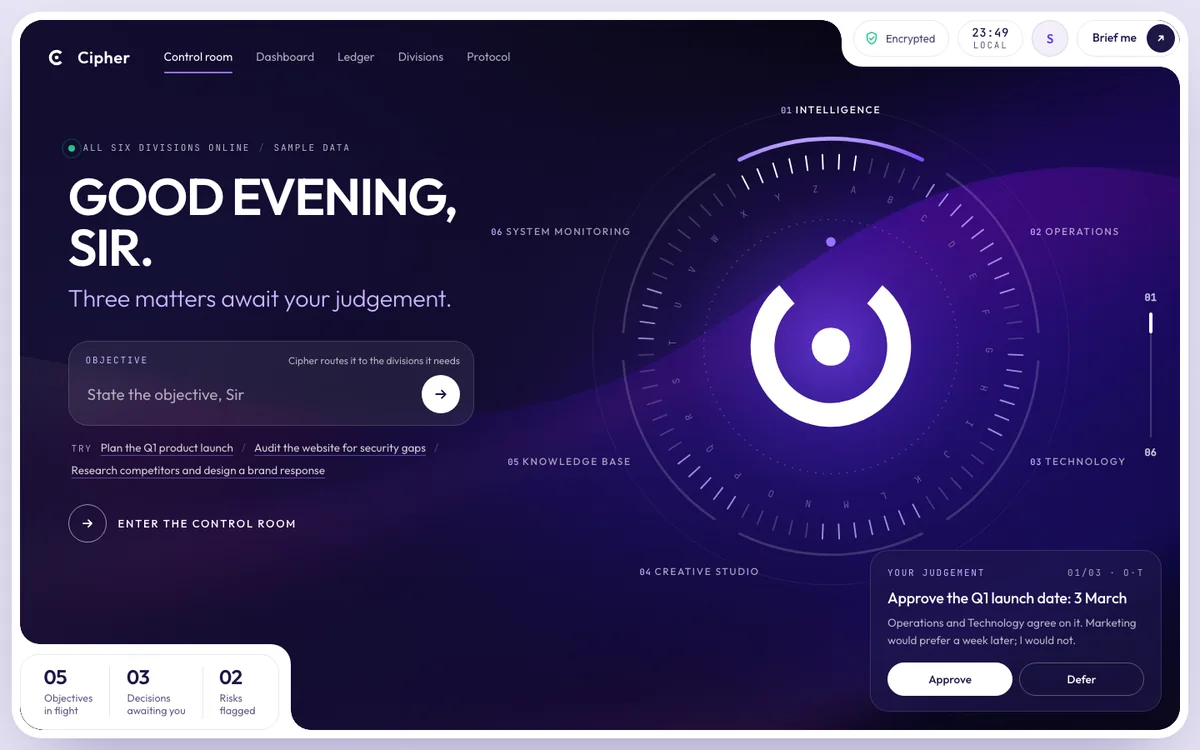 Cipher
Control room
Dashboard
Ledger
Divisions
Protocol
Encrypted
23:49
LOCAL
S
Brief me
ALL SIX DIVISIONS ONLINE / SAMPLE DATA
GOOD EVENING,
SIR.
Three matters await your judgement.
OBJECTIVE
Cipher routes it to the divisions it needs
State the objective, Sir
TRY Plan the Q1 product launch / Audit the website for security gaps /
Research competitors and design a brand response
ENTER THE CONTROL ROOM
01 INTELLIGENCE
02 OPERATIONS
03 TECHNOLOGY
04 CREATIVE STUDIO
05 KNOWLEDGE BASE
06 SYSTEM MONITORING
A B C D E F G H I J K L M N O P Q R S T U V W X Y Z
01
06
YOUR JUDGEMENT
01/03 · O-T
Approve the Q1 launch date: 3 March
Operations and Technology agree on it. Marketing
would prefer a week later; I would not.
Approve
Defer
05
Objectives
in flight
03
Decisions
awaiting you
02
Risks
flagged